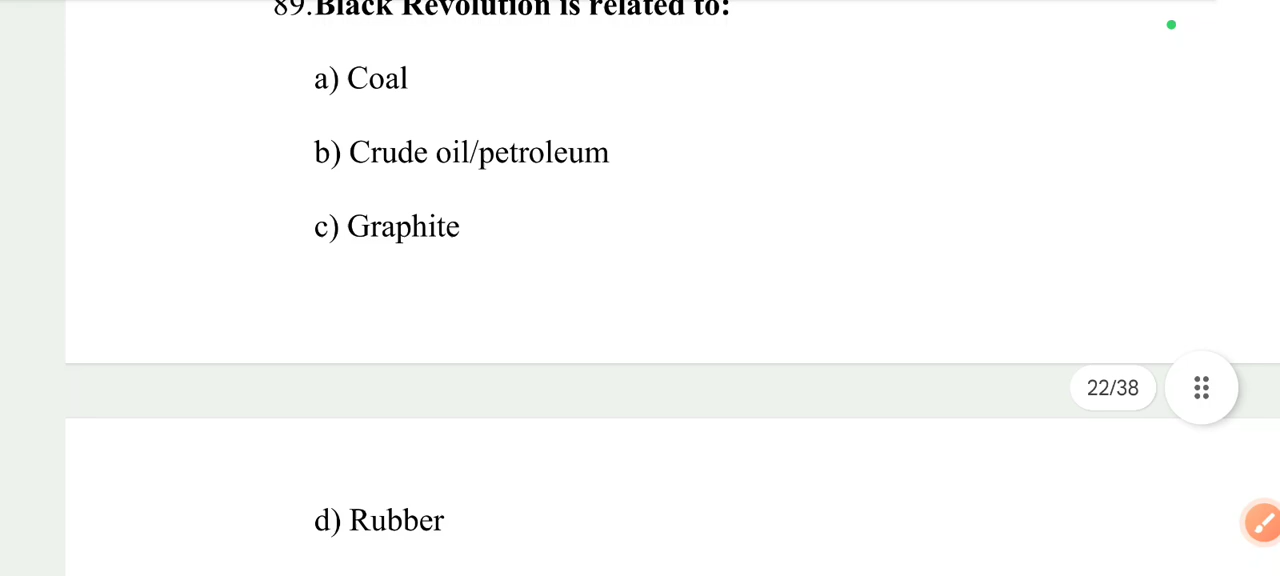 89.Black Revolution is related to:
a) Coal
b) Crude oil/petroleum
c) Graphite
22/38
d) Rubber